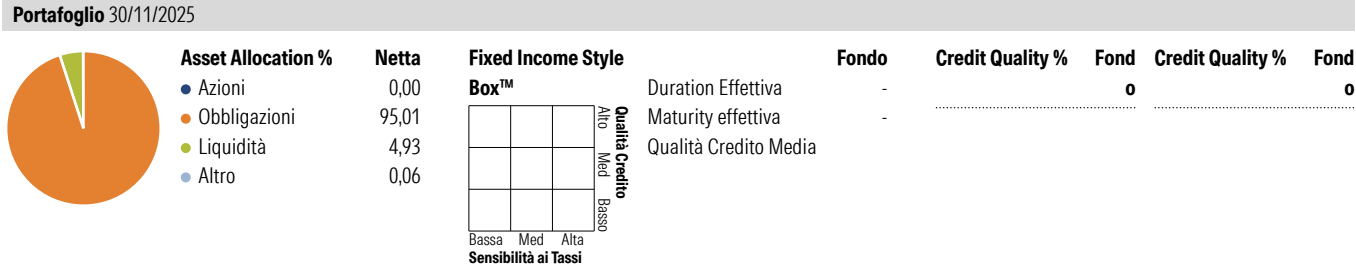 Portafoglio 30/11/2025
Asset Allocation % Netta
Azioni 0,00
Obbligazioni 95,01
Liquidità 4,93
Altro 0,06
Fixed Income Style
Box™
Alto Med Basso
Qualità Credito
Bassa Med Alta
Sensibilità ai Tassi
Fondo
Duration Effettiva -
Maturity effettiva -
Qualità Credito Media
Credit Quality % Fond
o
Credit Quality % Fond
o